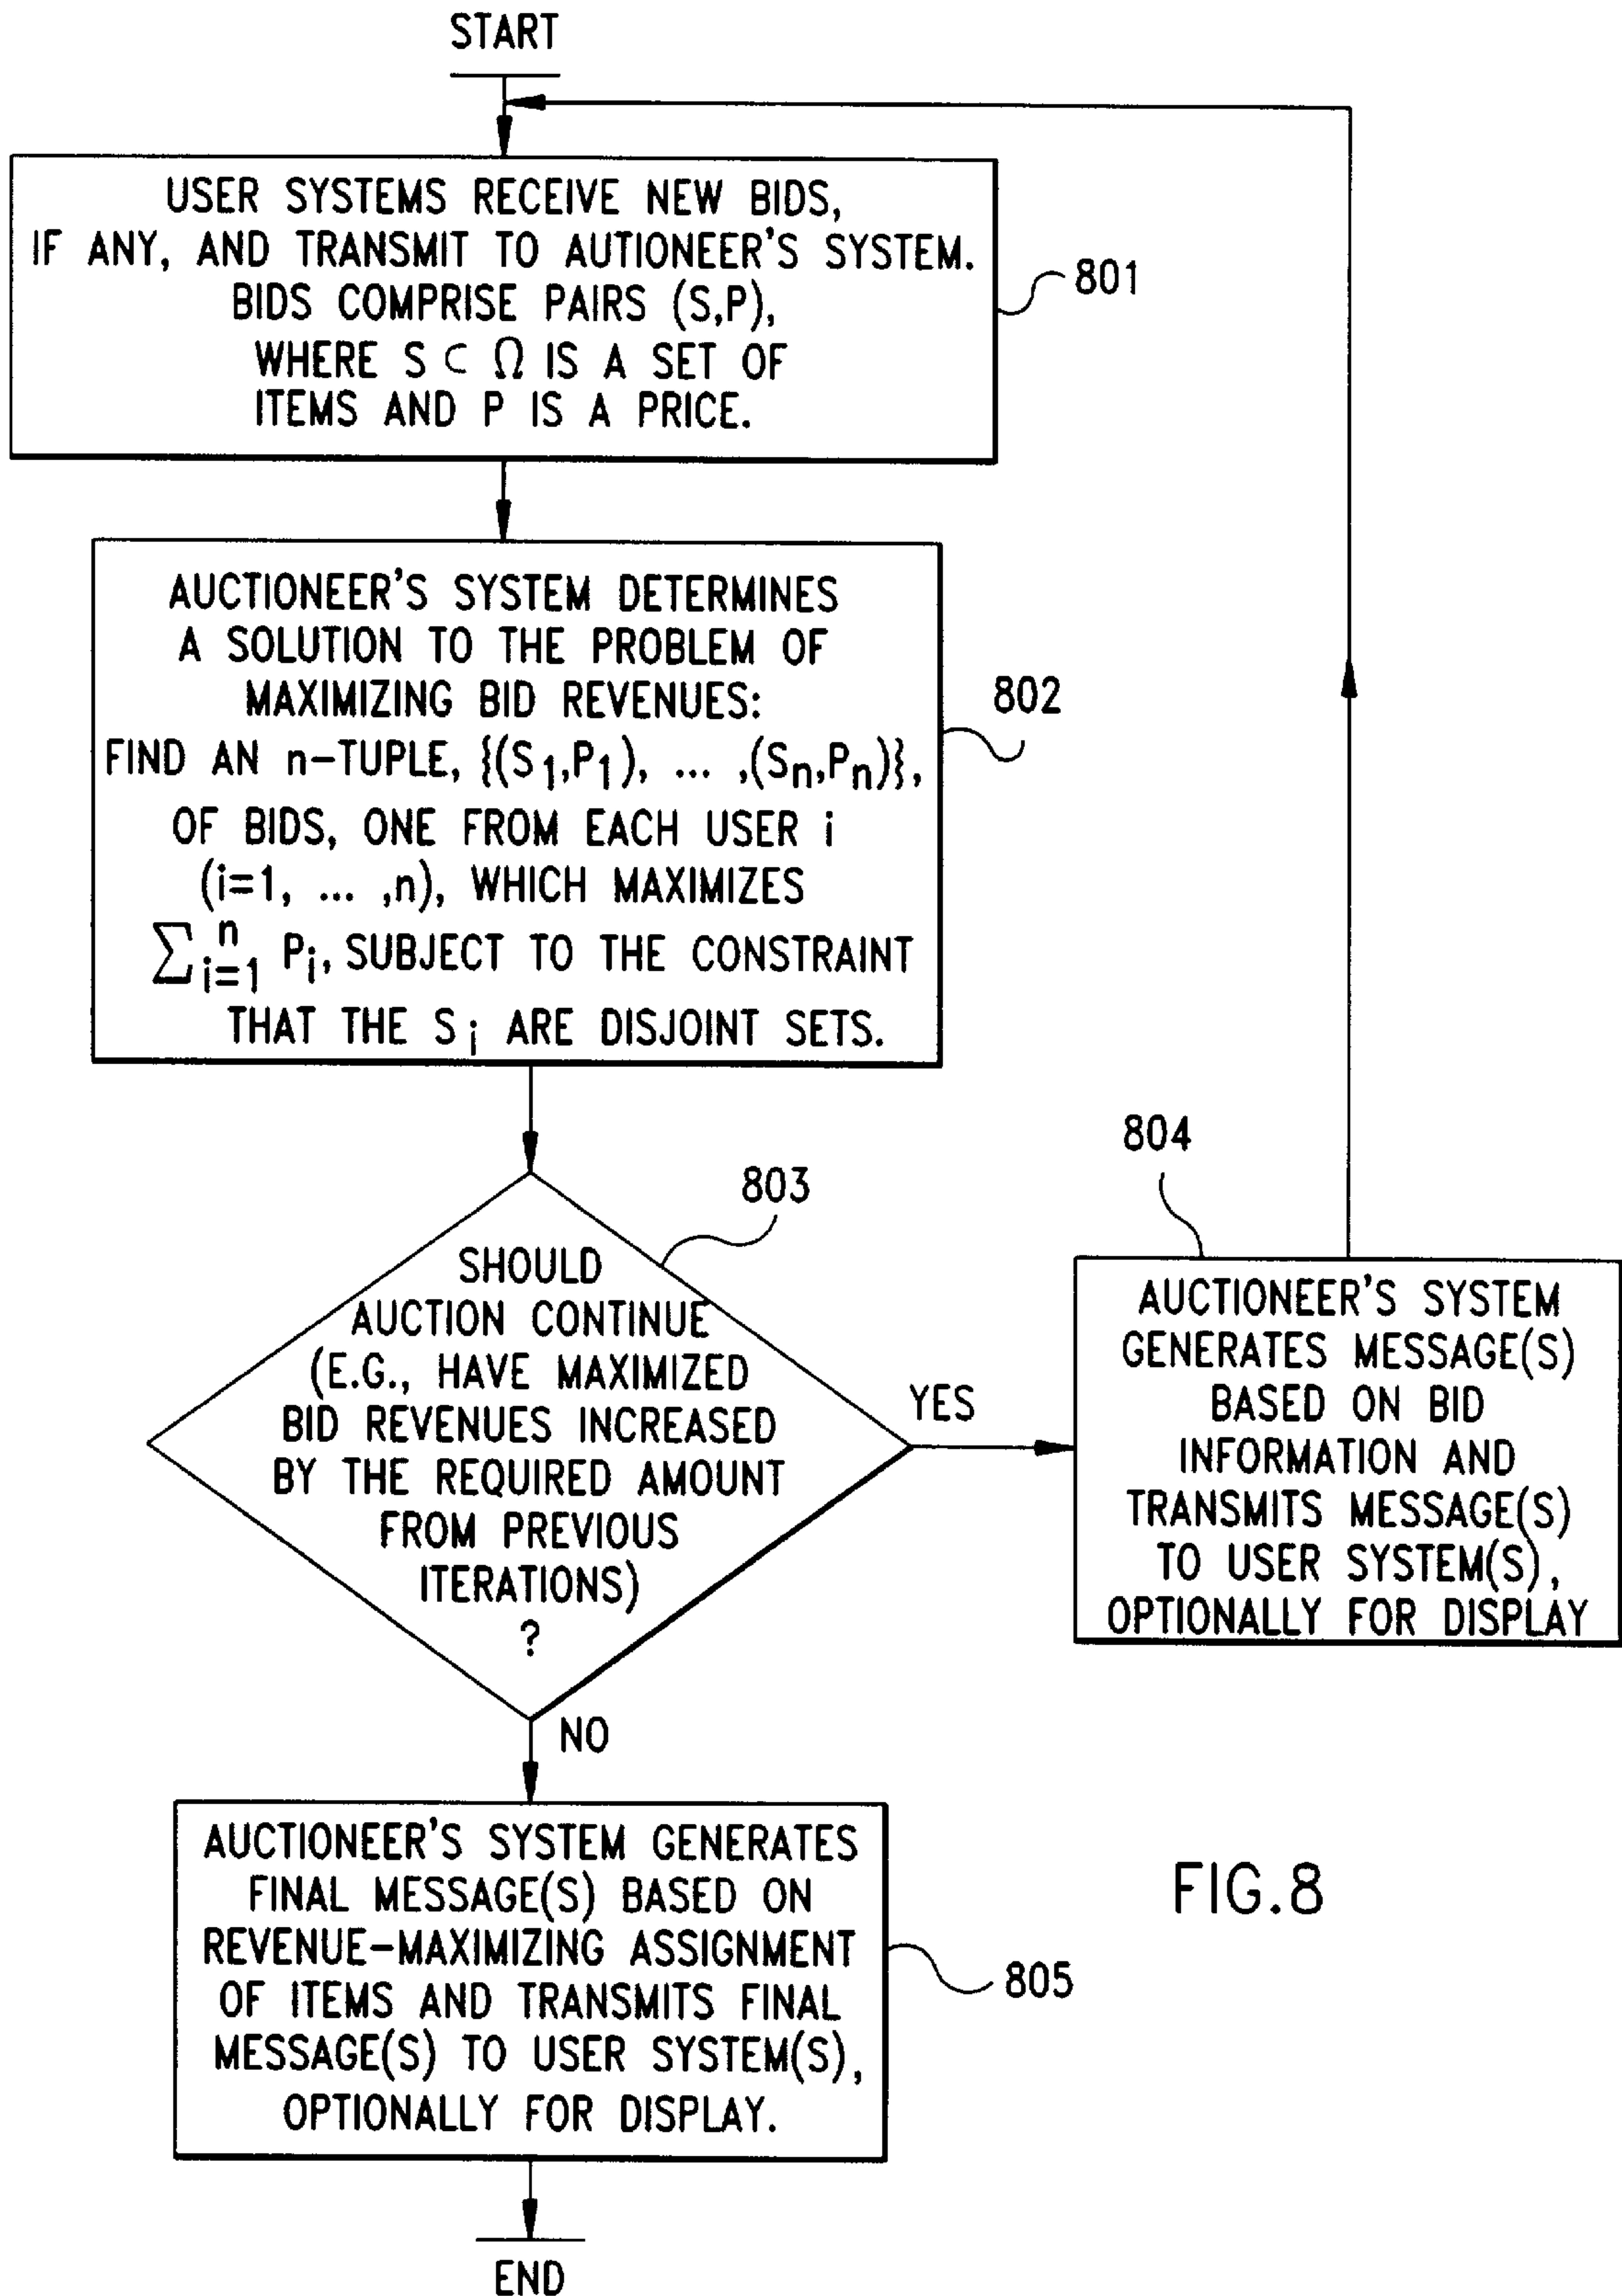 START
USER SYSTEMS RECEIVE NEW BIDS,
IF ANY, AND TRANSMIT TO AUTIONEER'S SYSTEM.
BIDS COMPRISE PAIRS (S,P),
WHERE S ⊂ Ω IS A SET OF
ITEMS AND P IS A PRICE.
801
AUCTIONEER'S SYSTEM DETERMINES
A SOLUTION TO THE PROBLEM OF
MAXIMIZING BID REVENUES:
FIND AN n-TUPLE, {(S₁,P₁), ... ,(Sₙ,Pₙ)},
OF BIDS, ONE FROM EACH USER i
(i=1, ... ,n), WHICH MAXIMIZES
∑ᵢ₌₁ⁿ Pᵢ, SUBJECT TO THE CONSTRAINT
THAT THE Sᵢ ARE DISJOINT SETS.
802
803
SHOULD
AUCTION CONTINUE
(E.G., HAVE MAXIMIZED
BID REVENUES INCREASED
BY THE REQUIRED AMOUNT
FROM PREVIOUS
ITERATIONS)
?
YES
NO
804
AUCTIONEER'S SYSTEM
GENERATES MESSAGE(S)
BASED ON BID
INFORMATION AND
TRANSMITS MESSAGE(S)
TO USER SYSTEM(S),
OPTIONALLY FOR DISPLAY
AUCTIONEER'S SYSTEM GENERATES
FINAL MESSAGE(S) BASED ON
REVENUE-MAXIMIZING ASSIGNMENT
OF ITEMS AND TRANSMITS FINAL
MESSAGE(S) TO USER SYSTEM(S),
OPTIONALLY FOR DISPLAY.
805
FIG.8
END